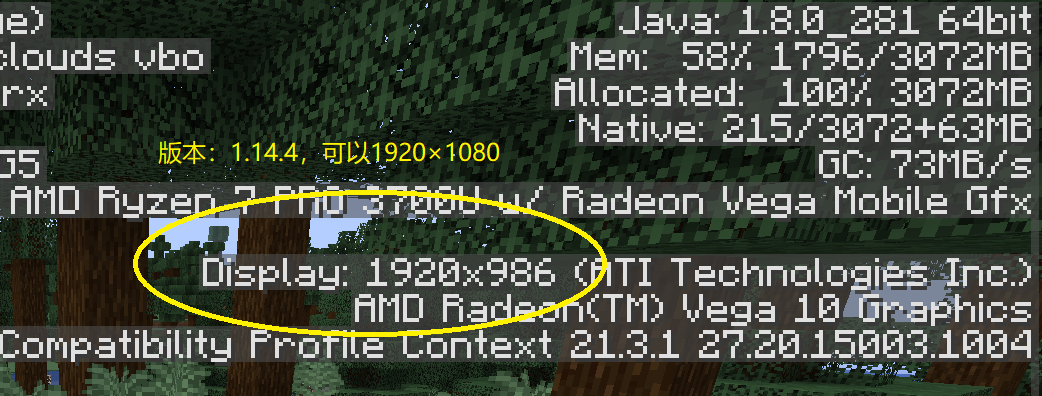 ue)
Java: 1.8.0_281 64bit
clouds vbo
Mem: 58% 1796/3072MB
rx
Allocated: 100% 3072MB
Native: 215/3072+63MB
版本：1.14.4，可以1920×1080
G5
GC: 73MB/s
AMD Ryzen 7 PRO 3700U w/ Radeon Vega Mobile Gfx
Display: 1920x986 (ATI Technologies Inc.)
AMD Radeon(TM) Vega 10 Graphics
Compatibility Profile Context 21.3.1 27.20.15003.1004